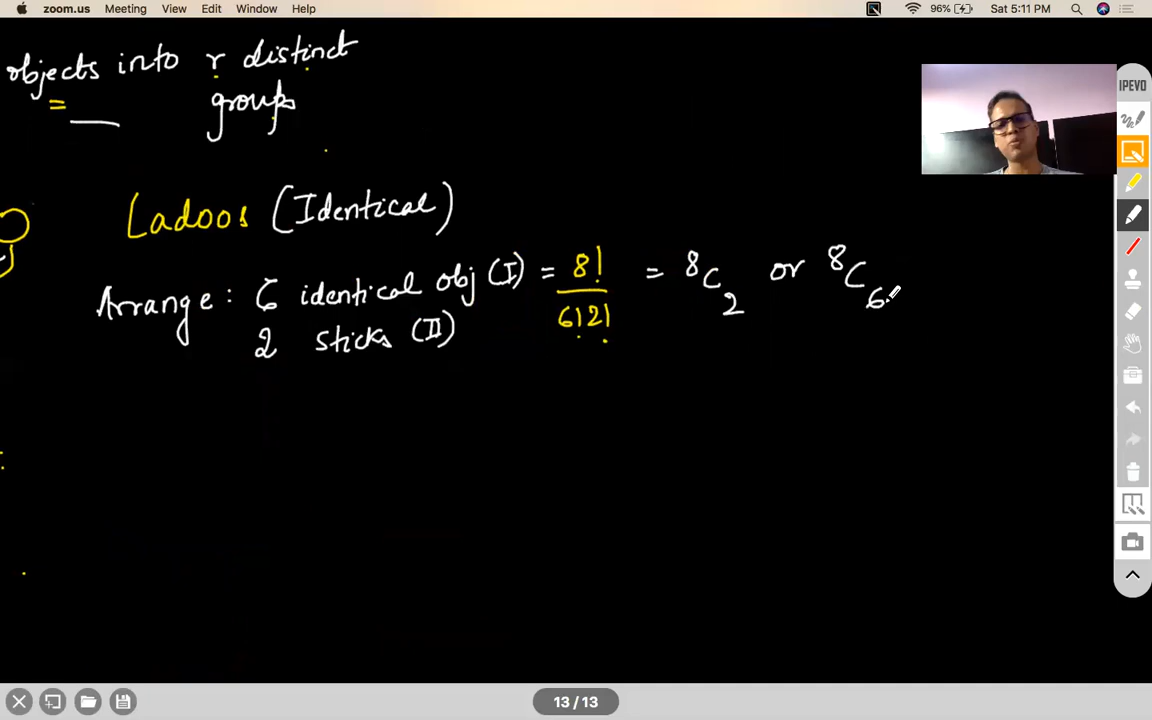 zoom.us Meeting View Edit Window Help 96% Sat 5:11 PM
IPEVO
objects into r distinct
= __ groups
Ladoos (Identical)
Arrange: 6 identical obj (I) = 8!/6!2! = ⁸C₂ or ⁸C₆
2 sticks (II)
13 / 13